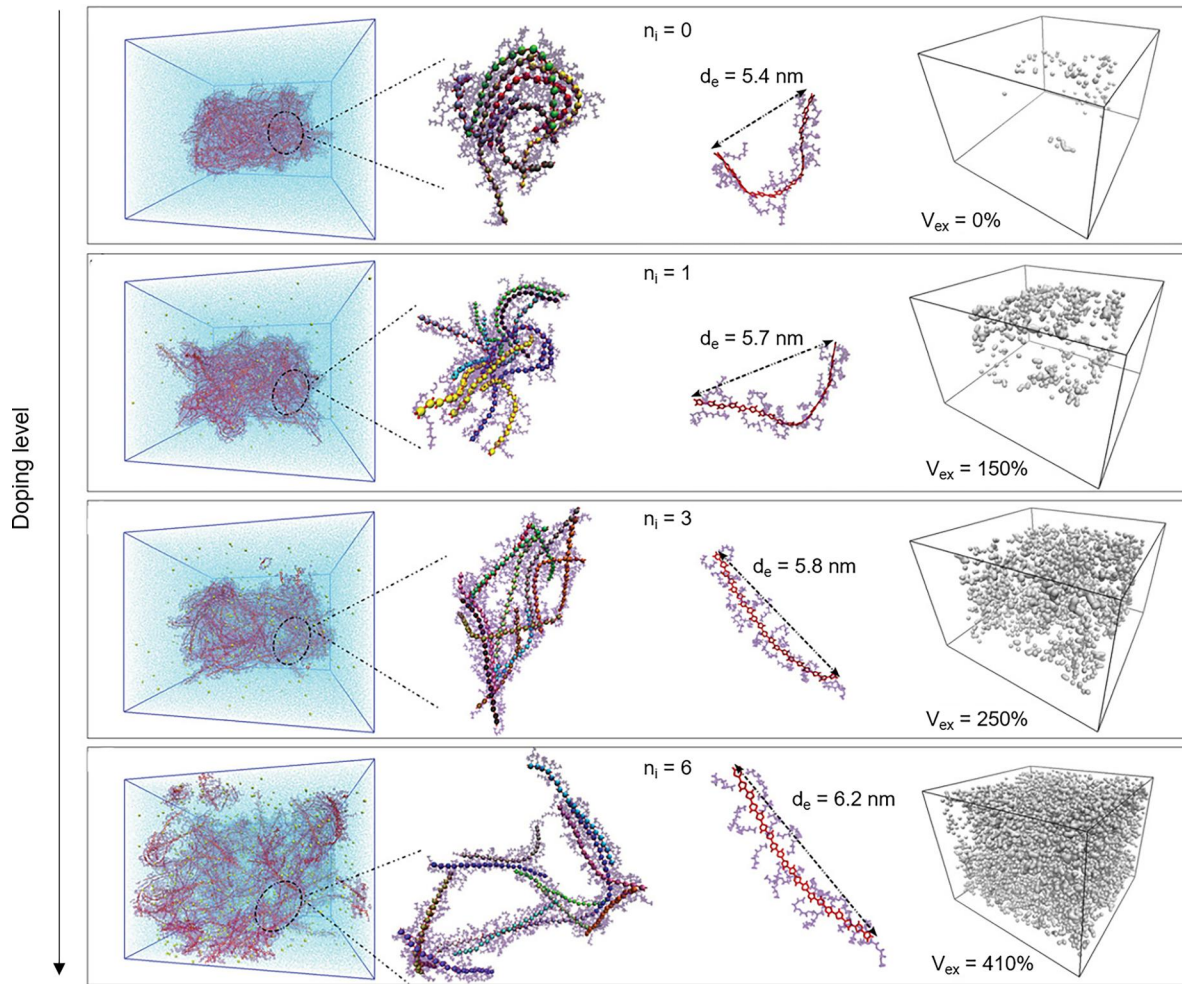 Doping level
n_i = 0
d_e = 5.4 nm
V_ex = 0%
n_i = 1
d_e = 5.7 nm
V_ex = 150%
n_i = 3
d_e = 5.8 nm
V_ex = 250%
n_i = 6
d_e = 6.2 nm
V_ex = 410%